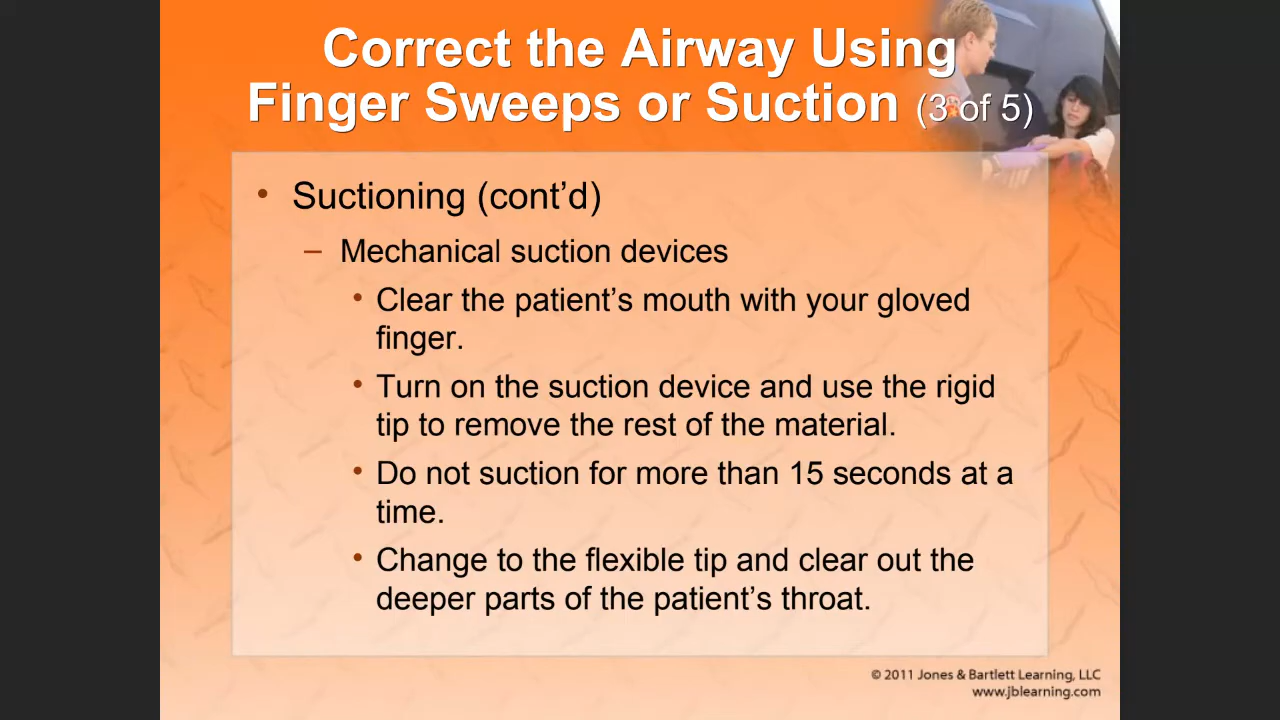 Correct the Airway Using
Finger Sweeps or Suction (3 of 5)
• Suctioning (cont’d)
– Mechanical suction devices
• Clear the patient’s mouth with your gloved
finger.
• Turn on the suction device and use the rigid
tip to remove the rest of the material.
• Do not suction for more than 15 seconds at a
time.
• Change to the flexible tip and clear out the
deeper parts of the patient’s throat.
© 2011 Jones & Bartlett Learning, LLC
www.jblearning.com